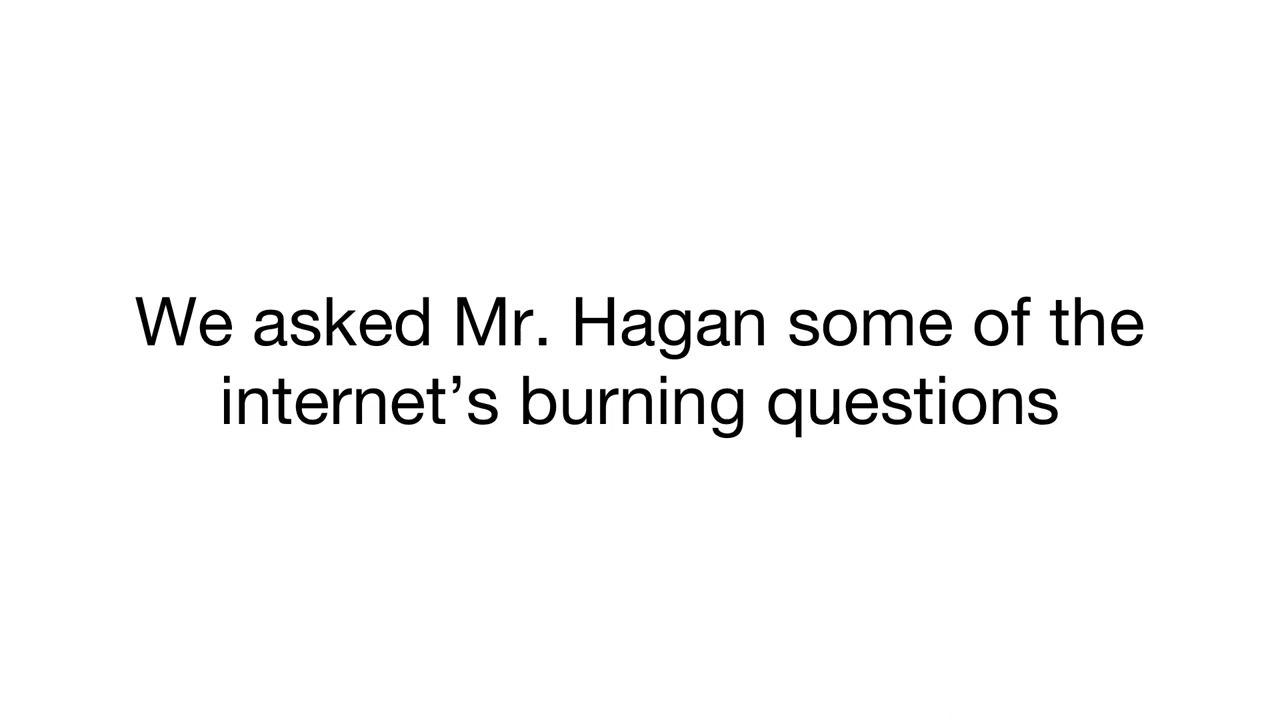 We asked Mr. Hagan some of the
internet’s burning questions